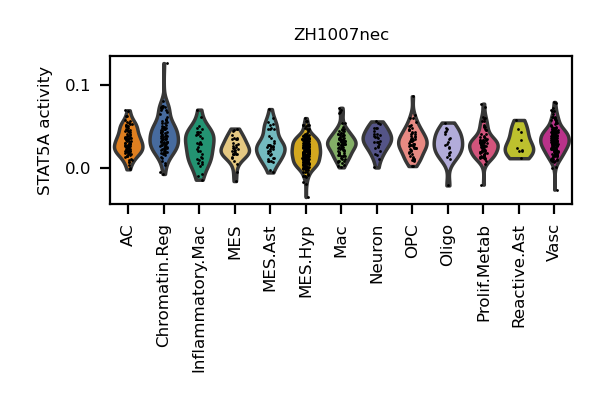 ZH1007nec
STAT5A activity
0.1
0.0
AC
Chromatin.Reg
Inflammatory.Mac
MES
MES.Ast
MES.Hyp
Mac
Neuron
OPC
Oligo
Prolif.Metab
Reactive.Ast
Vasc